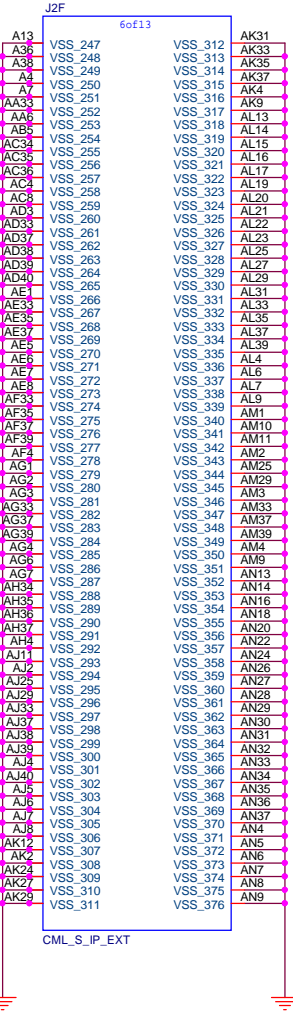 J2F
6of13
A13 VSS_247 VSS_312 AK31
A36 VSS_248 VSS_313 AK33
A38 VSS_249 VSS_314 AK35
A4 VSS_250 VSS_315 AK37
A7 VSS_251 VSS_316 AK4
AA33 VSS_252 VSS_317 AK9
AA6 VSS_253 VSS_318 AL13
AB5 VSS_254 VSS_319 AL14
AC34 VSS_255 VSS_320 AL15
AC35 VSS_256 VSS_321 AL16
AC36 VSS_257 VSS_322 AL17
AC4 VSS_258 VSS_323 AL19
AC8 VSS_259 VSS_324 AL20
AD3 VSS_260 VSS_325 AL21
AD33 VSS_261 VSS_326 AL22
AD37 VSS_262 VSS_327 AL23
AD38 VSS_263 VSS_328 AL25
AD39 VSS_264 VSS_329 AL27
AD40 VSS_265 VSS_330 AL29
AE1 VSS_266 VSS_331 AL31
AE33 VSS_267 VSS_332 AL33
AE35 VSS_268 VSS_333 AL35
AE37 VSS_269 VSS_334 AL37
AE5 VSS_270 VSS_335 AL39
AE6 VSS_271 VSS_336 AL4
AE7 VSS_272 VSS_337 AL6
AE8 VSS_273 VSS_338 AL7
AF33 VSS_274 VSS_339 AL9
AF35 VSS_275 VSS_340 AM1
AF37 VSS_276 VSS_341 AM10
AF39 VSS_277 VSS_342 AM11
AF4 VSS_278 VSS_343 AM2
AG1 VSS_279 VSS_344 AM25
AG2 VSS_280 VSS_345 AM29
AG3 VSS_281 VSS_346 AM3
AG33 VSS_282 VSS_347 AM33
AG37 VSS_283 VSS_348 AM37
AG39 VSS_284 VSS_349 AM39
AG4 VSS_285 VSS_350 AM4
AG6 VSS_286 VSS_351 AM9
AG7 VSS_287 VSS_352 AN13
AH34 VSS_288 VSS_353 AN14
AH35 VSS_289 VSS_354 AN16
AH36 VSS_290 VSS_355 AN18
AH37 VSS_291 VSS_356 AN20
AH4 VSS_292 VSS_357 AN22
AJ11 VSS_293 VSS_358 AN24
AJ2 VSS_294 VSS_359 AN26
AJ25 VSS_295 VSS_360 AN27
AJ29 VSS_296 VSS_361 AN28
AJ33 VSS_297 VSS_362 AN29
AJ37 VSS_298 VSS_363 AN30
AJ38 VSS_299 VSS_364 AN31
AJ39 VSS_300 VSS_365 AN32
AJ4 VSS_301 VSS_366 AN33
AJ40 VSS_302 VSS_367 AN34
AJ5 VSS_303 VSS_368 AN35
AJ6 VSS_304 VSS_369 AN36
AJ7 VSS_305 VSS_370 AN37
AJ8 VSS_306 VSS_371 AN4
AK12 VSS_307 VSS_372 AN5
AK2 VSS_308 VSS_373 AN6
AK24 VSS_309 VSS_374 AN7
AK27 VSS_310 VSS_375 AN8
AK29 VSS_311 VSS_376 AN9
CML_S_IP_EXT